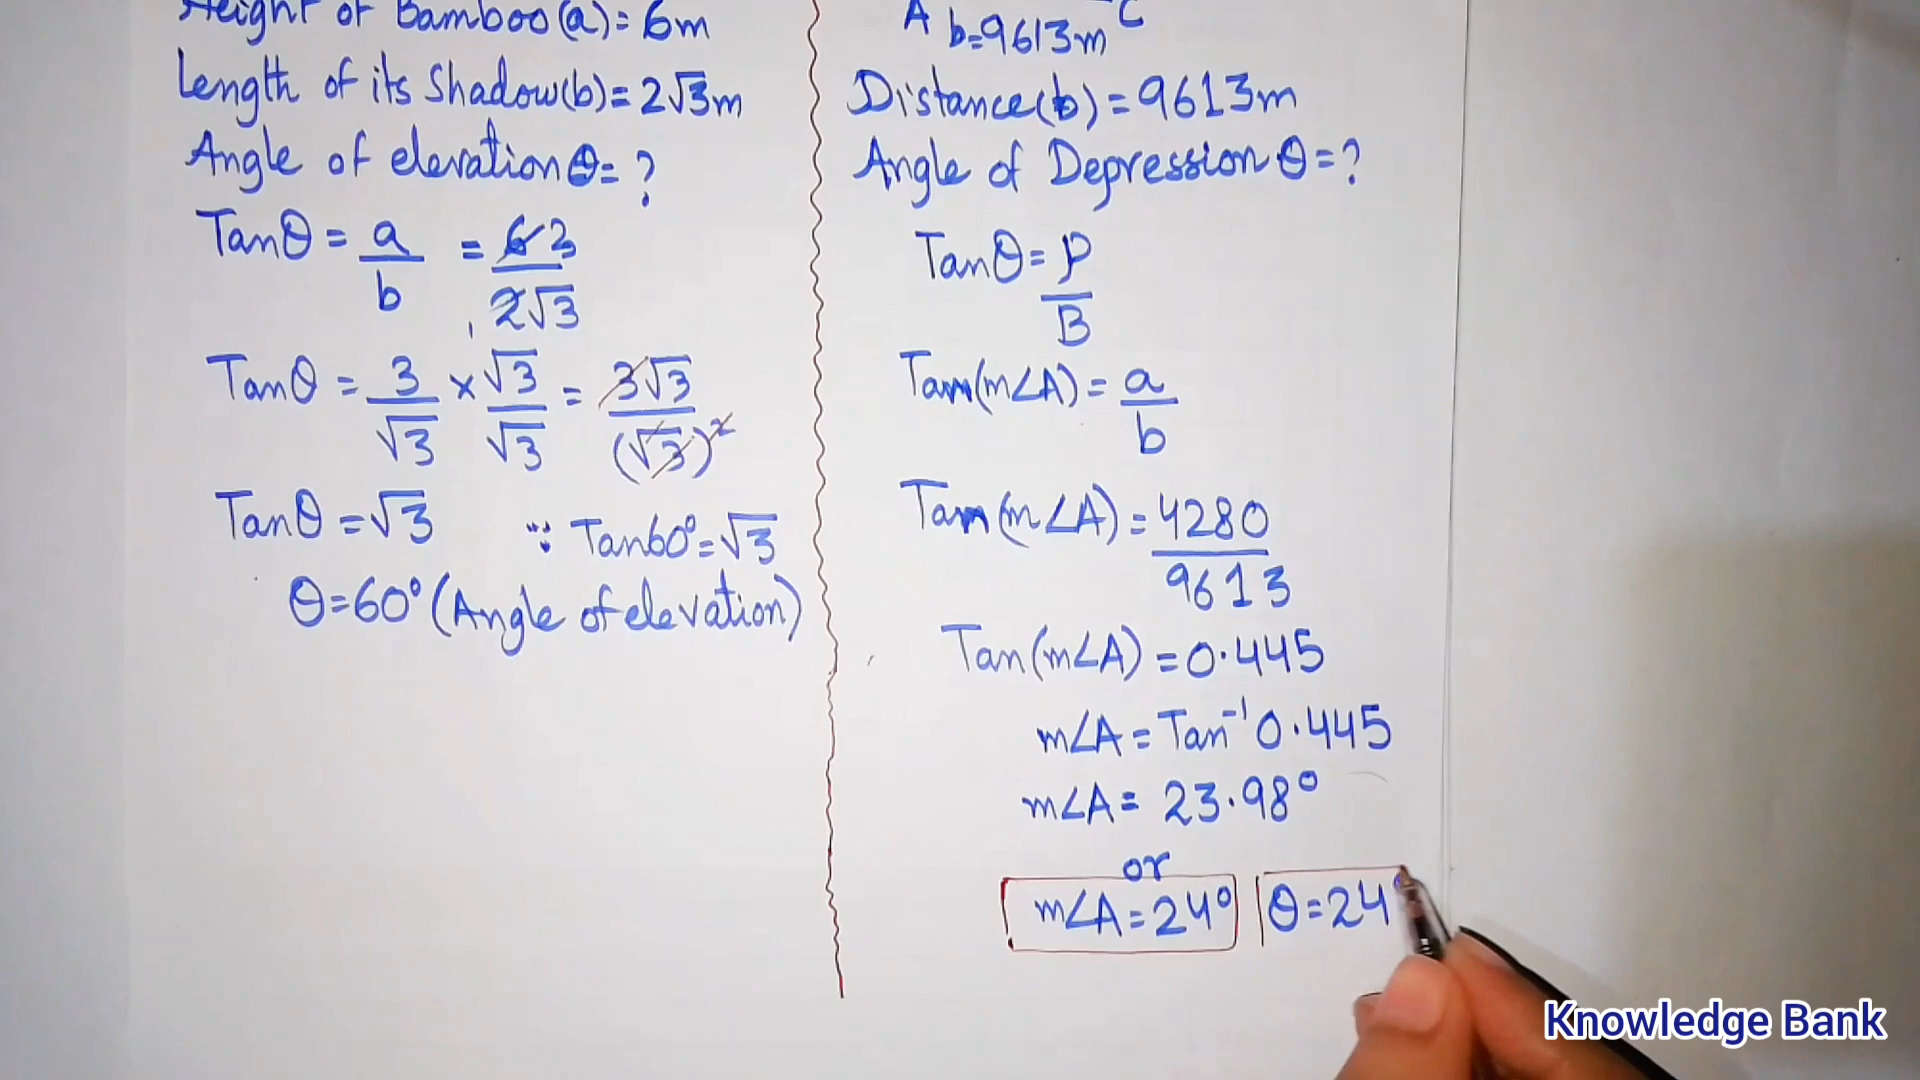 Height of Bamboo(a)= 6m
Length of its Shadow(b)= 2√3m
Angle of elevation θ= ?
Tanθ = a/b = 6 3/2√3
1
Tanθ = 3/√3 × √3/√3 = 3√3/(√3)²
Tanθ = √3 ∵ Tan60°=√3
θ=60° (Angle of elevation)
A b=9613m C
Distance(b) = 9613m
Angle of Depression θ=?
Tanθ = P/B
Tan(m∠A) = a/b
Tan(m∠A) = 4280/9613
Tan(m∠A) = 0.445
m∠A = Tan⁻¹ 0.445
m∠A = 23.98°
or
m∠A = 24° θ=24°
Knowledge Bank